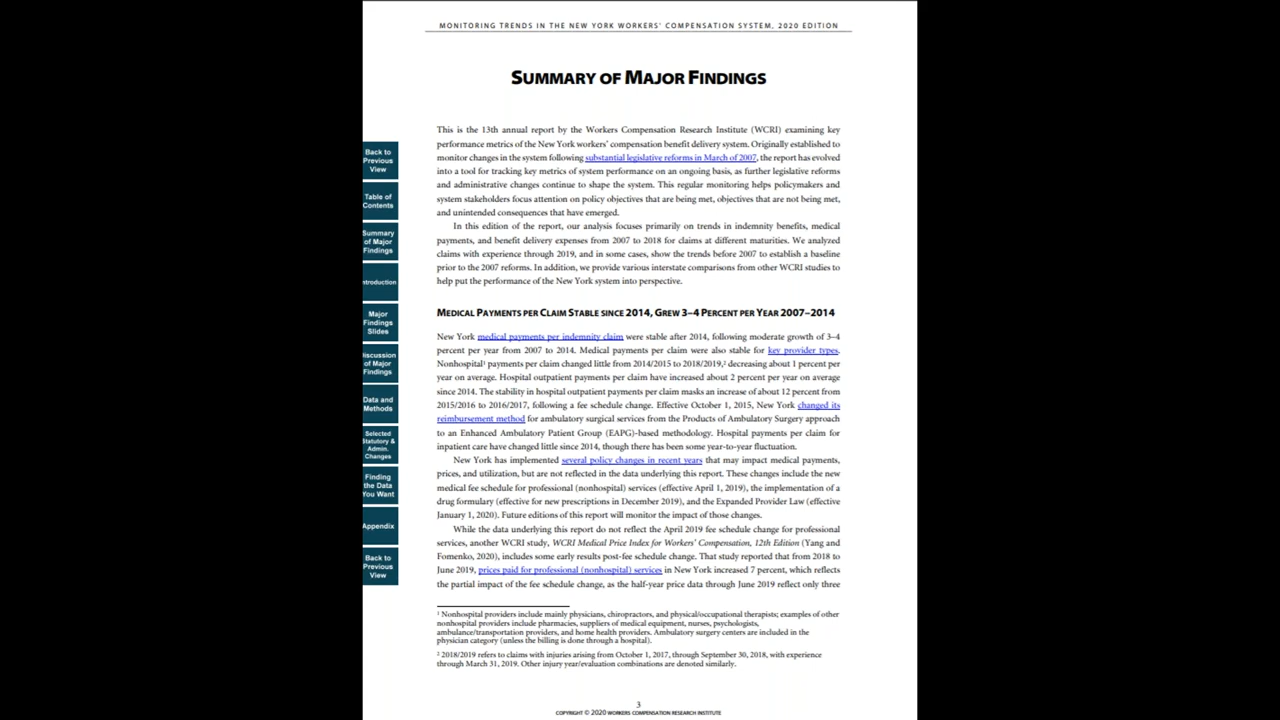 MONITORING TRENDS IN THE NEW YORK WORKERS' COMPENSATION SYSTEM, 2020 EDITION
SUMMARY OF MAJOR FINDINGS
This is the 13th annual report by the Workers Compensation Research Institute (WCRI) examining key
performance metrics of the New York workers' compensation benefit delivery system. Originally established to
monitor changes in the system following substantial legislative reforms in March of 2007, the report has evolved
into a tool for tracking key metrics of system performance on an ongoing basis, as further legislative reforms
and administrative changes continue to shape the system. This regular monitoring helps policymakers and
system stakeholders focus attention on policy objectives that are being met, objectives that are not being met,
and unintended consequences that have emerged.
In this edition of the report, our analysis focuses primarily on trends in indemnity benefits, medical
payments, and benefit delivery expenses from 2007 to 2018 for claims at different maturities. We analyzed
claims with experience through 2019, and in some cases, show the trends before 2007 to establish a baseline
prior to the 2007 reforms. In addition, we provide various interstate comparisons from other WCRI studies to
help put the performance of the New York system into perspective.
MEDICAL PAYMENTS PER CLAIM STABLE SINCE 2014, GREW 3–4 PERCENT PER YEAR 2007–2014
New York medical payments per indemnity claim were stable after 2014, following moderate growth of 3–4
percent per year from 2007 to 2014. Medical payments per claim were also stable for key provider types.
Nonhospital¹ payments per claim changed little from 2014/2015 to 2018/2019,² decreasing about 1 percent per
year on average. Hospital outpatient payments per claim have increased about 2 percent per year on average
since 2014. The stability in hospital outpatient payments per claim masks an increase of about 12 percent from
2015/2016 to 2016/2017, following a fee schedule change. Effective October 1, 2015, New York changed its
reimbursement method for ambulatory surgical services from the Products of Ambulatory Surgery approach
to an Enhanced Ambulatory Patient Group (EAPG)-based methodology. Hospital payments per claim for
inpatient care have changed little since 2014, though there has been some year-to-year fluctuation.
New York has implemented several policy changes in recent years that may impact medical payments,
prices, and utilization, but are not reflected in the data underlying this report. These changes include the new
medical fee schedule for professional (nonhospital) services (effective April 1, 2019), the implementation of a
drug formulary (effective for new prescriptions in December 2019), and the Expanded Provider Law (effective
January 1, 2020). Future editions of this report will monitor the impact of those changes.
While the data underlying this report do not reflect the April 2019 fee schedule change for professional
services, another WCRI study, WCRI Medical Price Index for Workers' Compensation, 12th Edition (Yang and
Fomenko, 2020), includes some early results post-fee schedule change. That study reported that from 2018 to
June 2019, prices paid for professional (nonhospital) services in New York increased 7 percent, which reflects
the partial impact of the fee schedule change, as the half-year price data through June 2019 reflect only three
¹ Nonhospital providers include mainly physicians, chiropractors, and physical/occupational therapists; examples of other
nonhospital providers include pharmacies, suppliers of medical equipment, nurses, psychologists,
ambulance/transportation providers, and home health providers. Ambulatory surgery centers are included in the
physician category (unless the billing is done through a hospital).
² 2018/2019 refers to claims with injuries arising from October 1, 2017, through September 30, 2018, with experience
through March 31, 2019. Other injury year/evaluation combinations are denoted similarly.
3
COPYRIGHT © 2020 WORKERS COMPENSATION RESEARCH INSTITUTE
Back to
Previous
View
Table of
Contents
Summary
of Major
Findings
ntroduction
Major
Findings
Slides
iscussion
of Major
Findings
Data and
Methods
Selected
Statutory &
Admin.
Changes
Finding
the Data
You Want
Appendix
Back to
Previous
View